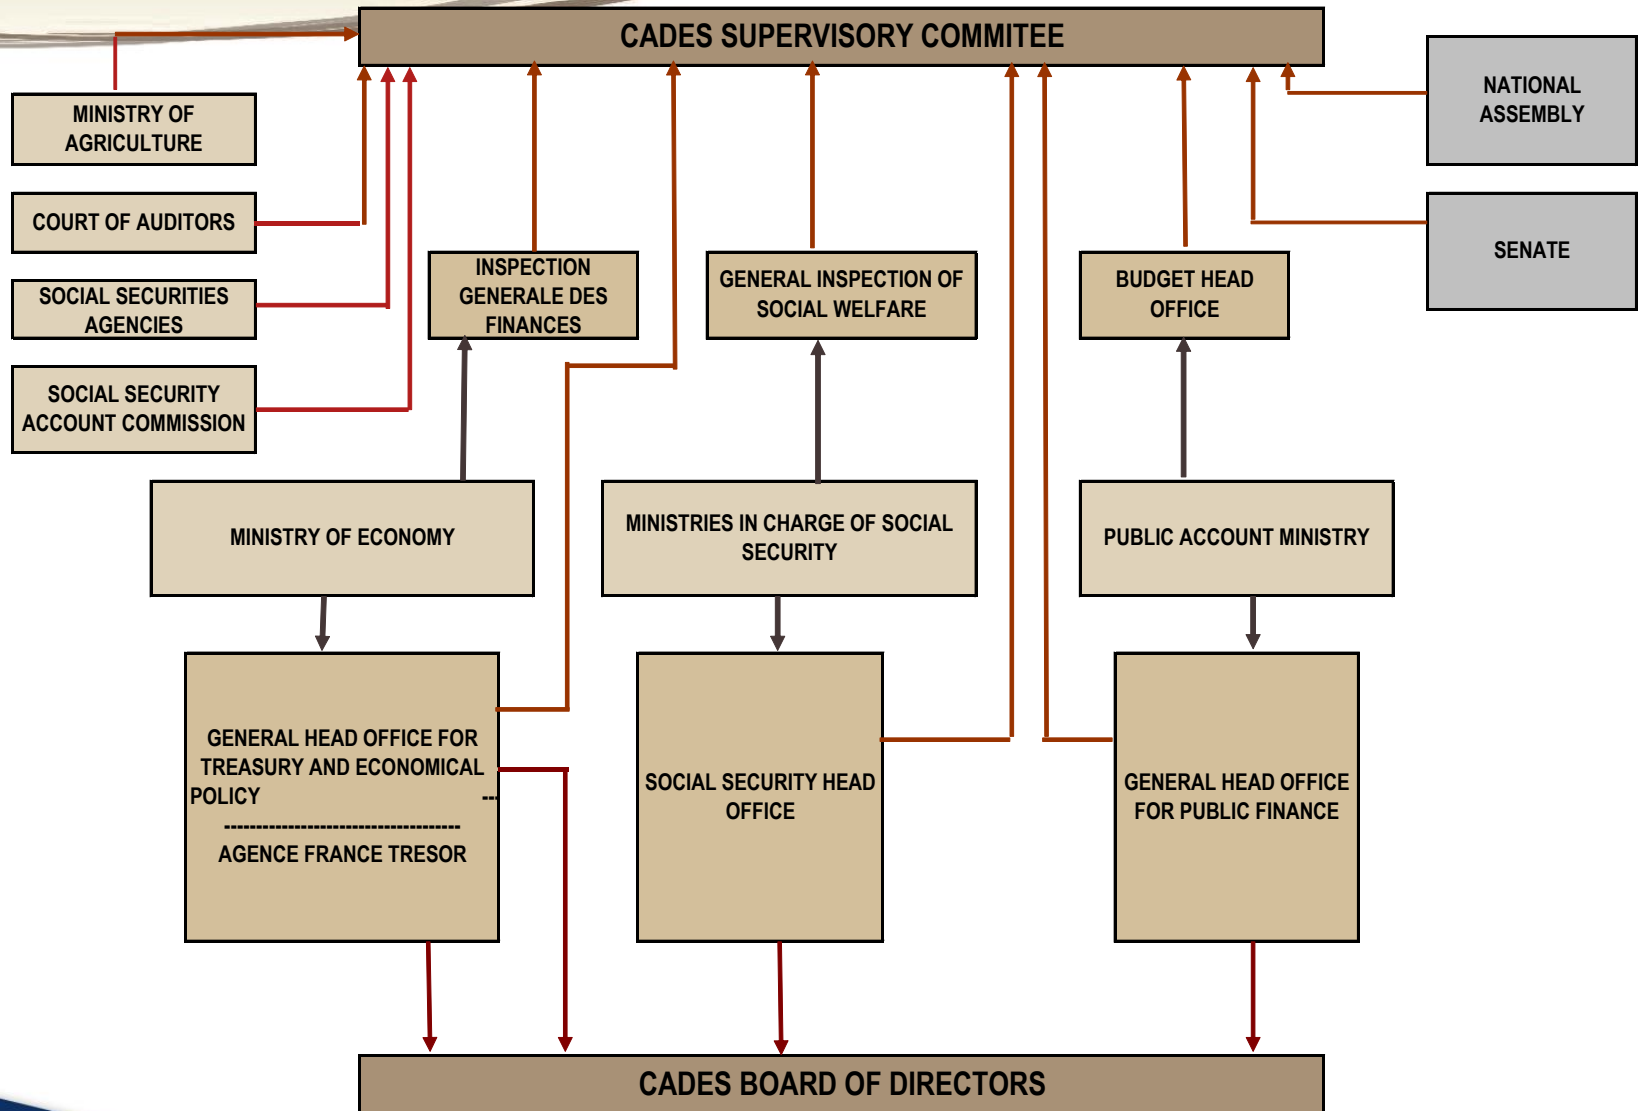 CADES SUPERVISORY COMMITEE
MINISTRY OF
AGRICULTURE
NATIONAL
ASSEMBLY
COURT OF AUDITORS
SENATE
SOCIAL SECURITIES
AGENCIES
INSPECTION
GENERALE DES
FINANCES
GENERAL INSPECTION OF
SOCIAL WELFARE
BUDGET HEAD
OFFICE
SOCIAL SECURITY
ACCOUNT COMMISSION
MINISTRY OF ECONOMY
MINISTRIES IN CHARGE OF SOCIAL
SECURITY
PUBLIC ACCOUNT MINISTRY
GENERAL HEAD OFFICE FOR
TREASURY AND ECONOMICAL
POLICY ---
-------------------------------------
AGENCE FRANCE TRESOR
SOCIAL SECURITY HEAD
OFFICE
GENERAL HEAD OFFICE
FOR PUBLIC FINANCE
CADES BOARD OF DIRECTORS